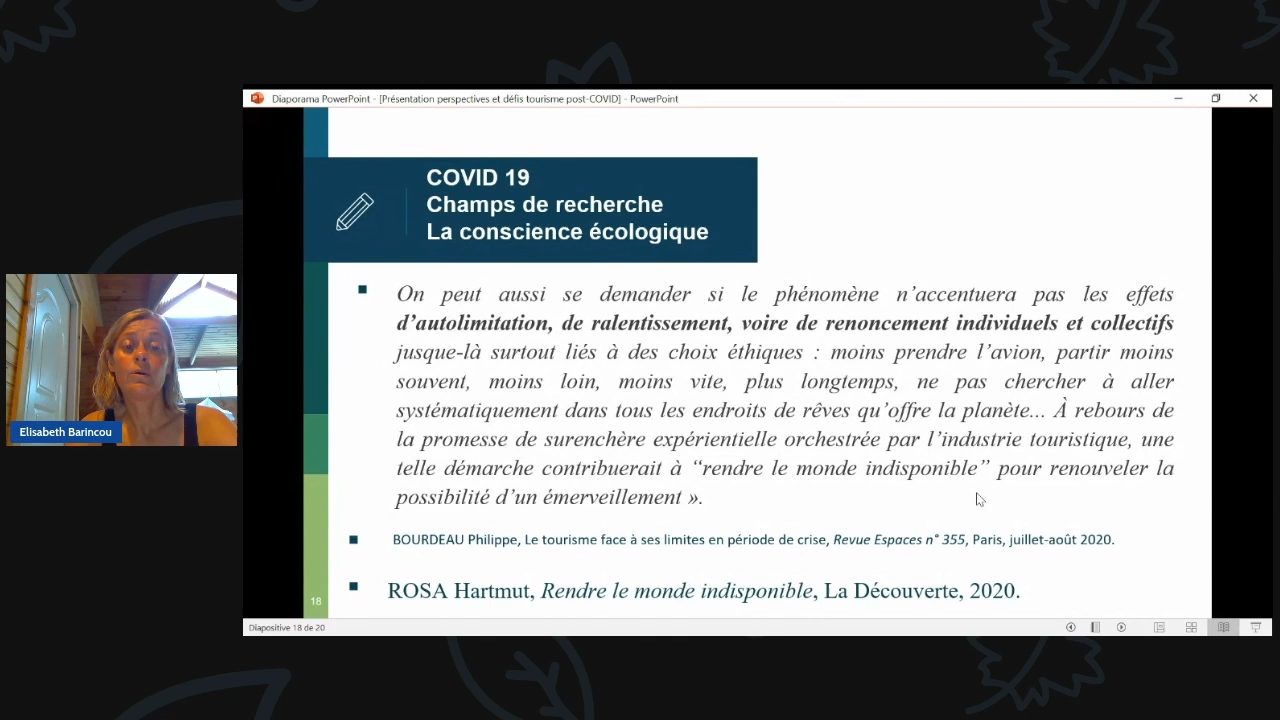 Diaporama PowerPoint - [Présentation perspectives et défis tourisme post-COVID] - PowerPoint
COVID 19
Champs de recherche
La conscience écologique
On peut aussi se demander si le phénomène n’accentuera pas les effets
d’autolimitation, de ralentissement, voire de renoncement individuels et collectifs
jusque-là surtout liés à des choix éthiques : moins prendre l’avion, partir moins
souvent, moins loin, moins vite, plus longtemps, ne pas chercher à aller
systématiquement dans tous les endroits de rêves qu’offre la planète... À rebours de
la promesse de surenchère expérientielle orchestrée par l’industrie touristique, une
telle démarche contribuerait à “rendre le monde indisponible” pour renouveler la
possibilité d’un émerveillement ».
BOURDEAU Philippe, Le tourisme face à ses limites en période de crise, Revue Espaces n° 355, Paris, juillet-août 2020.
ROSA Hartmut, Rendre le monde indisponible, La Découverte, 2020.
18
Diapositive 18 de 20
Elisabeth Barincou